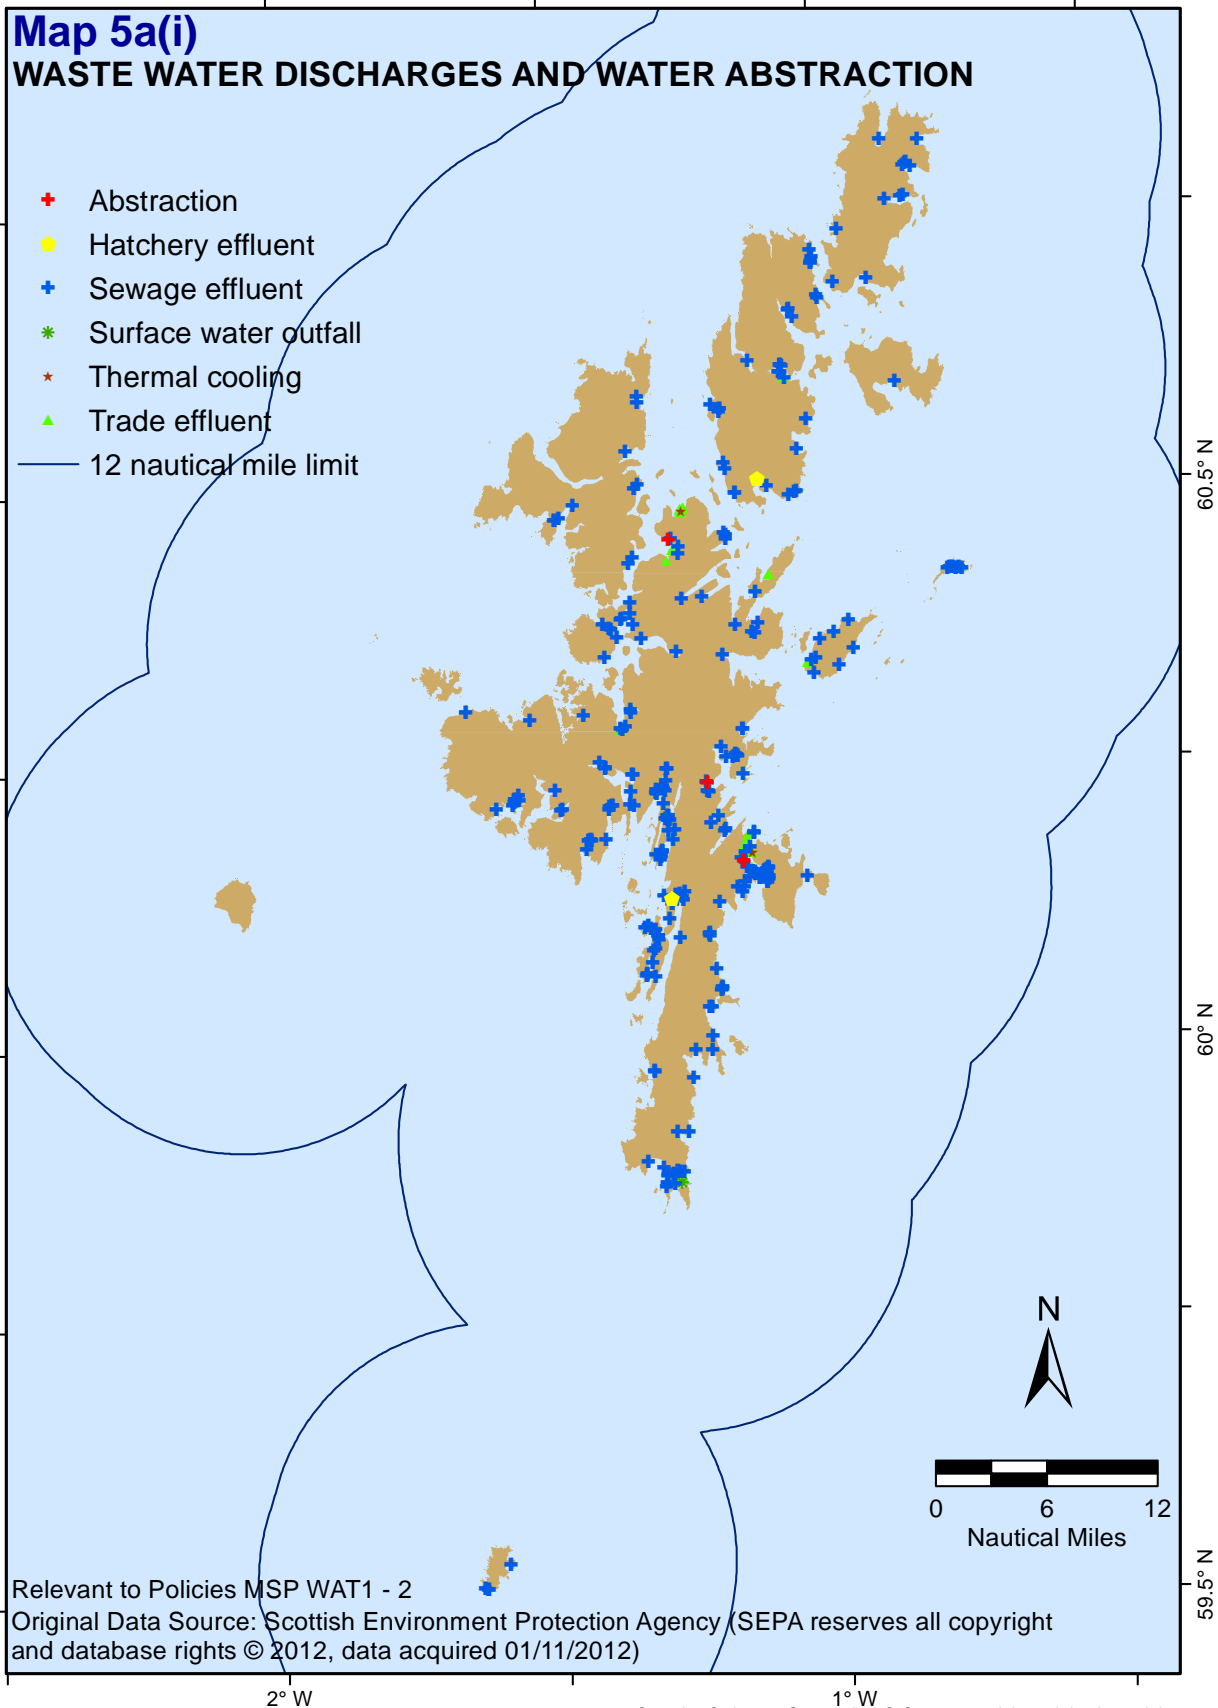 Map 5a(i)
WASTE WATER DISCHARGES AND WATER ABSTRACTION
Abstraction
Hatchery effluent
Sewage effluent
Surface water outfall
Thermal cooling
Trade effluent
12 nautical mile limit
60.5° N
60° N
N
0 6 12
Nautical Miles
59.5° N
Relevant to Policies MSP WAT1 - 2
Original Data Source: Scottish Environment Protection Agency (SEPA reserves all copyright
and database rights © 2012, data acquired 01/11/2012)
2° W 1° W